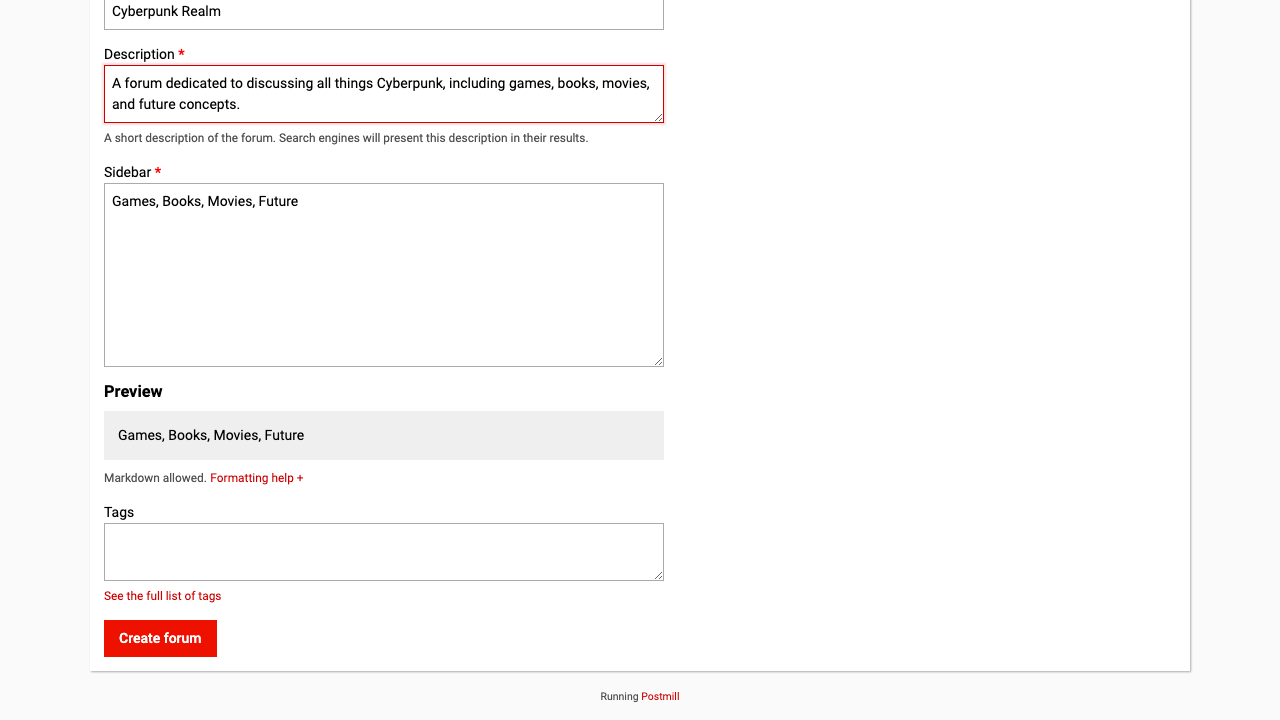 Cyberpunk Realm
Description *
A forum dedicated to discussing all things Cyberpunk, including games, books, movies,
and future concepts.
A short description of the forum. Search engines will present this description in their results.
Sidebar *
Games, Books, Movies, Future
Preview
Games, Books, Movies, Future
Markdown allowed. Formatting help +
Tags
See the full list of tags
Create forum
Running Postmill